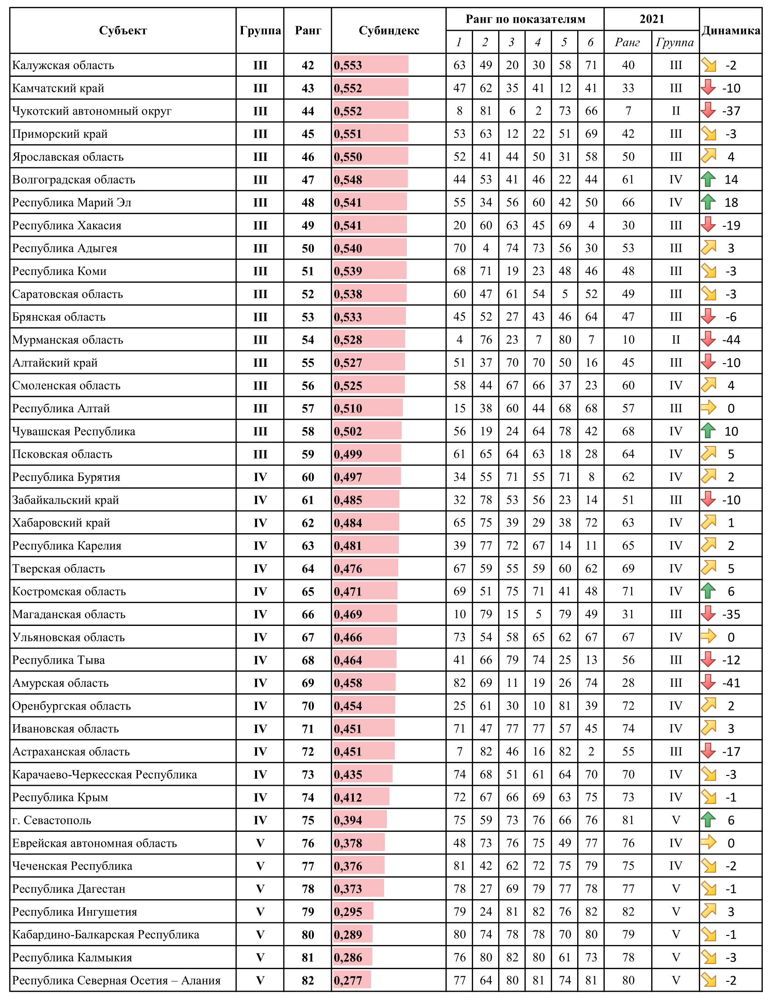 Субъект Группа Ранг Субиндекс Ранг по показателям 2021 Динамика
1 2 3 4 5 6 Ранг Группа
Калужская область III 42 0,553 63 49 20 30 58 71 40 III -2
Камчатский край III 43 0,552 47 62 35 41 12 41 33 III -10
Чукотский автономный округ III 44 0,552 8 81 6 2 73 66 7 II -37
Приморский край III 45 0,551 53 63 12 22 51 69 42 III -3
Ярославская область III 46 0,550 52 41 44 50 31 58 50 III 4
Волгоградская область III 47 0,548 44 53 41 46 22 44 61 IV 14
Республика Марий Эл III 48 0,541 55 34 56 60 42 50 66 IV 18
Республика Хакасия III 49 0,541 20 60 63 45 69 4 30 III -19
Республика Адыгея III 50 0,540 70 4 74 73 56 30 53 III 3
Республика Коми III 51 0,539 68 71 19 23 48 46 48 III -3
Саратовская область III 52 0,538 60 47 61 54 5 52 49 III -3
Брянская область III 53 0,533 45 52 27 43 46 64 47 III -6
Мурманская область III 54 0,528 4 76 23 7 80 7 10 II -44
Алтайский край III 55 0,527 51 37 70 70 50 16 45 III -10
Смоленская область III 56 0,525 58 44 67 66 37 23 60 IV 4
Республика Алтай III 57 0,510 15 38 60 44 68 68 57 III 0
Чувашская Республика III 58 0,502 56 19 24 64 78 42 68 IV 10
Псковская область III 59 0,499 61 65 64 63 18 28 64 IV 5
Республика Бурятия IV 60 0,497 34 55 71 55 71 8 62 IV 2
Забайкальский край IV 61 0,485 32 78 53 56 23 14 51 III -10
Хабаровский край IV 62 0,484 65 75 39 29 38 72 63 IV 1
Республика Карелия IV 63 0,481 39 77 72 67 14 11 65 IV 2
Тверская область IV 64 0,476 67 59 55 59 60 62 69 IV 5
Костромская область IV 65 0,471 69 51 75 71 41 48 71 IV 6
Магаданская область IV 66 0,469 10 79 15 5 79 49 31 III -35
Ульяновская область IV 67 0,466 73 54 58 65 62 67 67 IV 0
Республика Тыва IV 68 0,464 41 66 79 74 25 13 56 III -12
Амурская область IV 69 0,458 82 69 11 19 26 74 28 III -41
Оренбургская область IV 70 0,454 25 61 30 10 81 39 72 IV 2
Ивановская область IV 71 0,451 71 47 77 77 57 45 74 IV 3
Астраханская область IV 72 0,451 7 82 46 16 82 2 55 III -17
Карачаево-Черкесская Республика IV 73 0,435 74 68 51 61 64 70 70 IV -3
Республика Крым IV 74 0,412 72 67 66 69 63 75 73 IV -1
г. Севастополь IV 75 0,394 75 59 73 76 66 76 81 V 6
Еврейская автономная область V 76 0,378 48 73 76 75 49 77 76 IV 0
Чеченская Республика V 77 0,376 81 42 62 72 75 79 75 IV -2
Республика Дагестан V 78 0,373 78 27 69 79 77 78 77 V -1
Республика Ингушетия V 79 0,295 79 24 81 82 76 82 82 V 3
Кабардино-Балкарская Республика V 80 0,289 80 74 78 78 70 80 79 V -1
Республика Калмыкия V 81 0,286 76 80 82 80 61 73 78 V -3
Республика Северная Осетия – Алания V 82 0,277 77 64 80 81 74 81 80 V -2